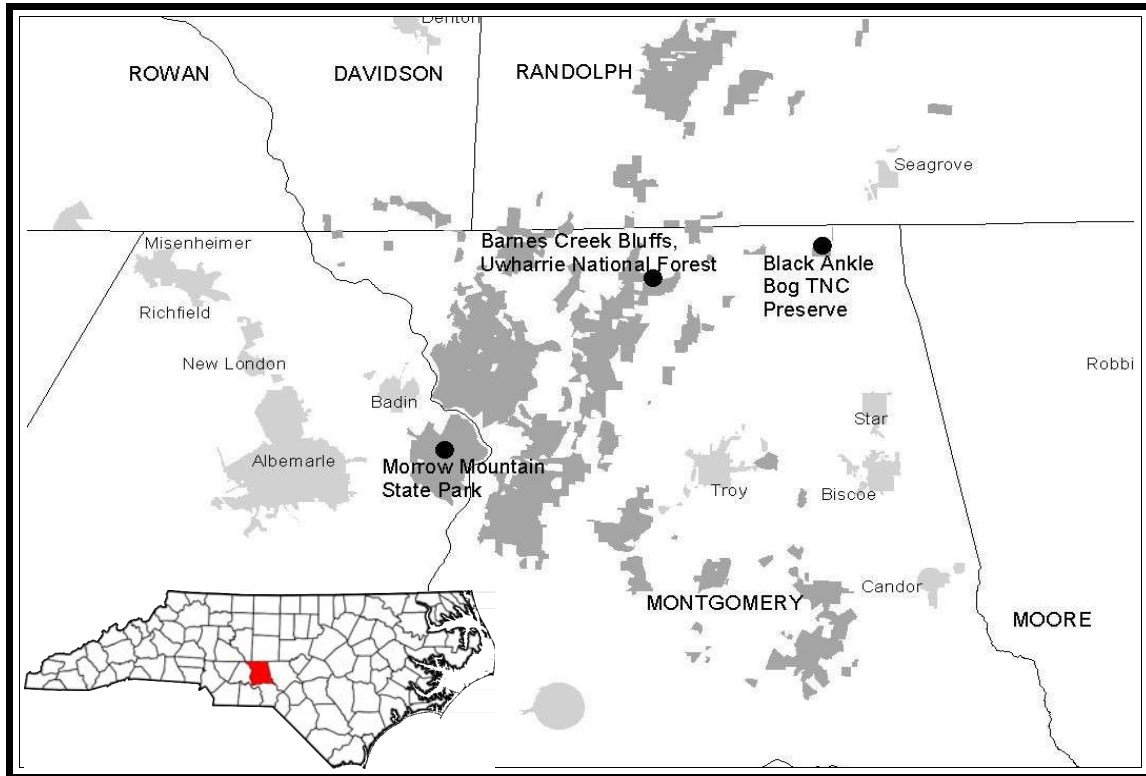 Denton
ROWAN
DAVIDSON
RANDOLPH
Seagrove
Misenheimer
Barnes Creek Bluffs,
Uwharrie National Forest
Black Ankle
Bog TNC
Preserve
Richfield
New London
Robbi
Badin
Star
Albemarle
Morrow Mountain
State Park
Troy
Biscoe
Candor
MONTGOMERY
MOORE